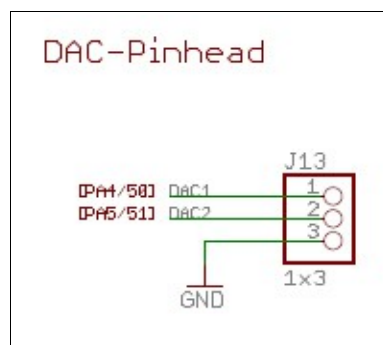 DAC-Pinhead
J13
[PA4/50] DAC1 1
[PA5/51] DAC2 2
3
GND
1x3